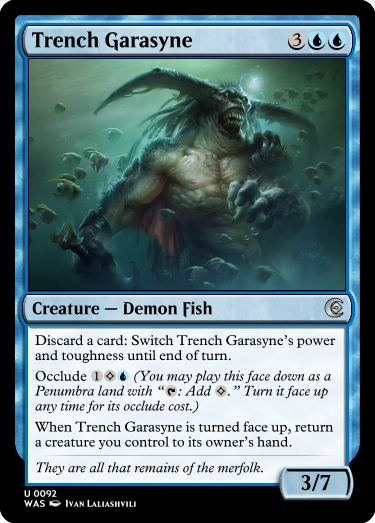 Trench Garasyne 3
Creature — Demon Fish
Discard a card: Switch Trench Garasyne's power
and toughness until end of turn.
Occlude 1 (You may play this face down as a
Penumbra land with “: Add .” Turn it face up
any time for its occlude cost.)
When Trench Garasyne is turned face up, return
a creature you control to its owner's hand.
They are all that remains of the merfolk.
3/7
U 0092
WAS Ivan Laliashvili